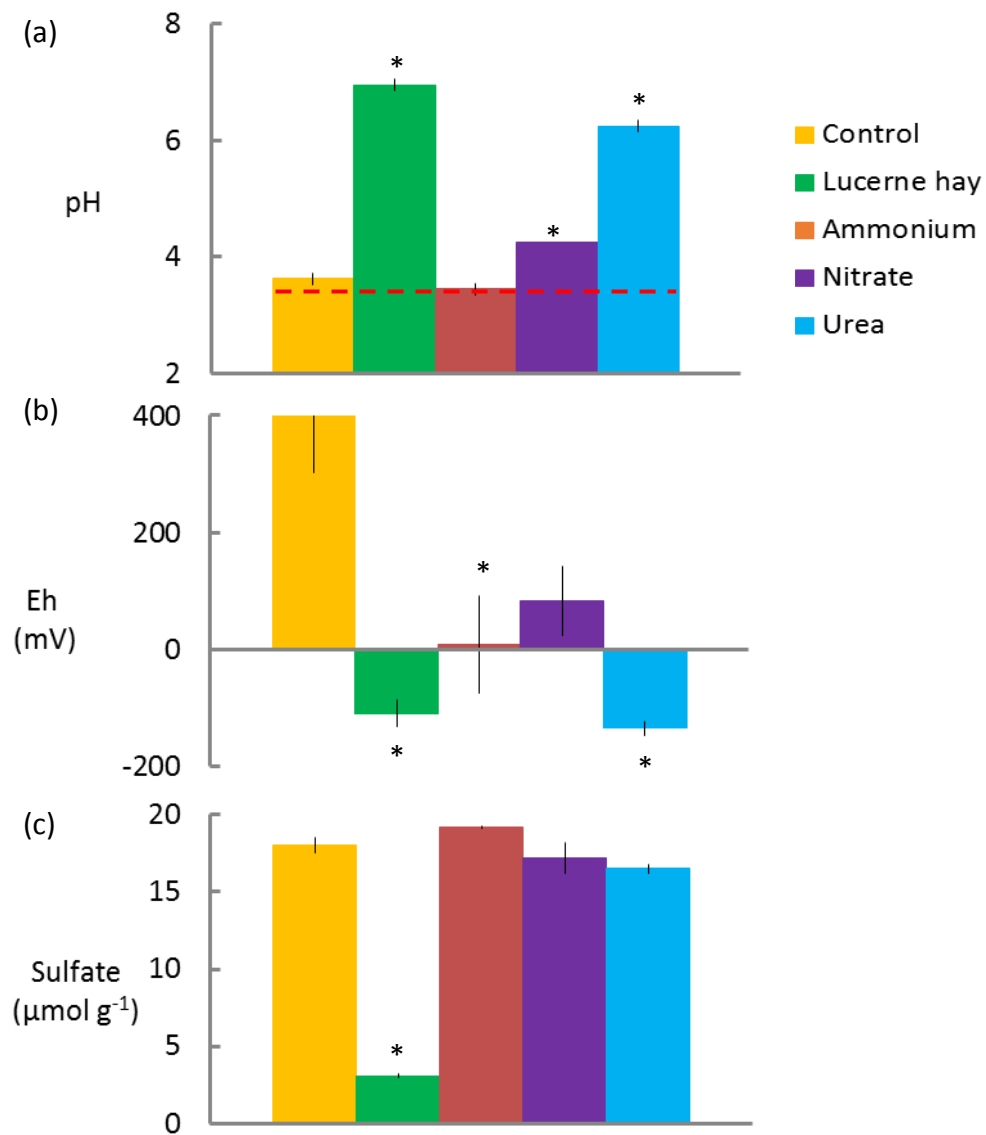 (a)
8
6
pH
4
2
*
*
*
Control
Lucerne hay
Ammonium
Nitrate
Urea
(b)
400
200
Eh
(mV)
0
-200
*
*
*
(c)
20
15
Sulfate
10
(µmol g-1)
5
0
*